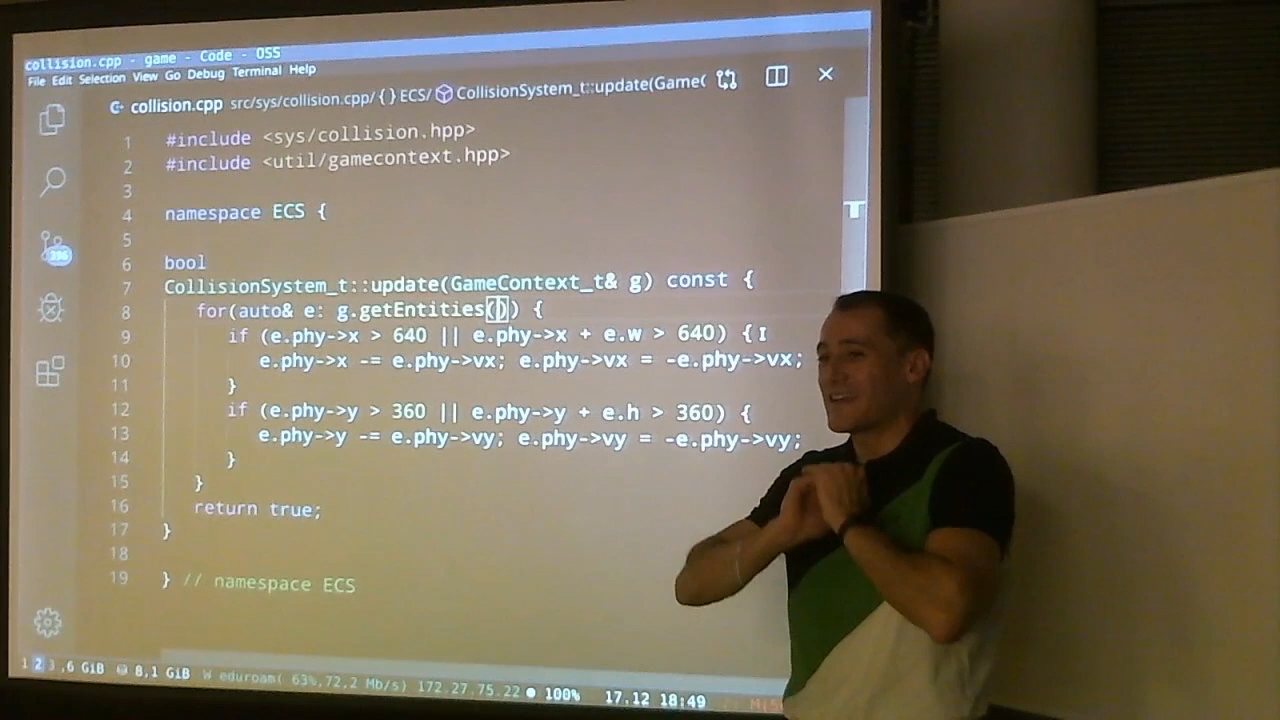 collision.cpp - game - Code - OSS
File Edit Selection View Go Debug Terminal Help
collision.cpp src/sys/collision.cpp/ {} ECS/ CollisionSystem_t::update(Game(
1 #include <sys/collision.hpp>
2 #include <util/gamecontext.hpp>
3
4 namespace ECS {
5
6 bool
7 CollisionSystem_t::update(GameContext_t& g) const {
8 for(auto& e: g.getEntities()) {
9 if (e.phy->x > 640 || e.phy->x + e.w > 640) {
10 e.phy->x -= e.phy->vx; e.phy->vx = -e.phy->vx;
11 }
12 if (e.phy->y > 360 || e.phy->y + e.h > 360) {
13 e.phy->y -= e.phy->vy; e.phy->vy = -e.phy->vy;
14 }
15 }
16 return true;
17 }
18
19 } // namespace ECS
396
1 2 3 ,6 GiB 8,1 GiB W eduroam( 63%,72,2 Mb/s) 172.27.75.22 100% 17.12 18:49